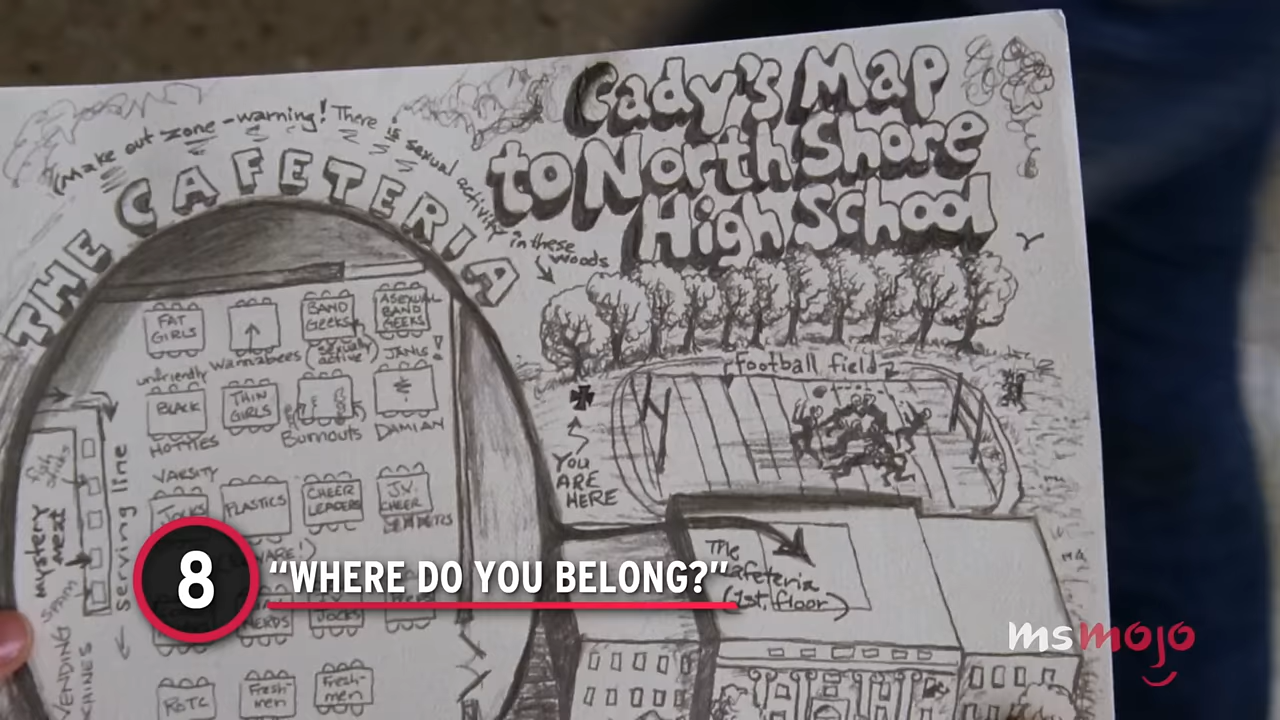 Cady's Map
to North Shore
High School
(Make out zone - warning! There is sexual activity in these
woods
THE CAFETERIA
FAT
GIRLS
Wannabees
BAND
GEEKS
(sexually
active)
ASEXUAL
BAND
GEEKS
JANIS!
unfriendly
BLACK
HOTTIES
THIN
GIRLS
Burnouts
&
DAMIAN
VARSITY
JOCKS
PLASTICS
CHEER
LEADERS
J.V.
CHEER
NERDS
JOCKS
ROTC
Fresh
men
Fresh-
men
mystery
meat
serving line
VENDING
football field
YOU
ARE
HERE
The
Cafeteria
(1st. floor)
8
"WHERE DO YOU BELONG?"
msmojo